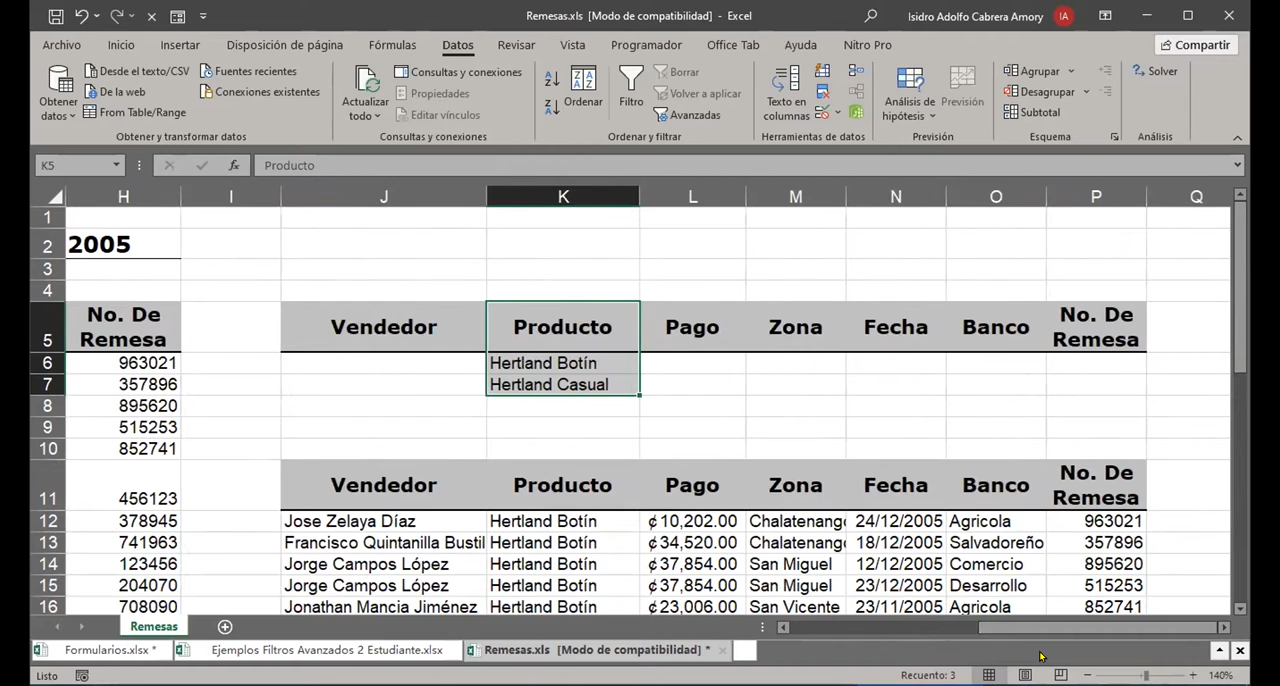 Remesas.xls [Modo de compatibilidad] - Excel
Isidro Adolfo Cabrera Amory IA
Archivo Inicio Insertar Disposición de página Fórmulas Datos Revisar Vista Programador Office Tab Ayuda Nitro Pro Compartir
Obtener datos
Desde el texto/CSV
De la web
From Table/Range
Fuentes recientes
Conexiones existentes
Obtener y transformar datos
Actualizar todo
Consultas y conexiones
Propiedades
Editar vínculos
Consultas y conexiones
Ordenar
Filtro
Borrar
Volver a aplicar
Avanzadas
Ordenar y filtrar
Texto en columnas
Herramientas de datos
Análisis de hipótesis
Previsión
Previsión
Agrupar
Desagrupar
Subtotal
Esquema
Solver
Análisis
K5 fx Producto
H I J K L M N O P Q
1
2 2005
3
4
5 No. De Remesa Vendedor Producto Pago Zona Fecha Banco No. De Remesa
6 963021 Hertland Botín
7 357896 Hertland Casual
8 895620
9 515253
10 852741
11 456123 Vendedor Producto Pago Zona Fecha Banco No. De Remesa
12 378945 Jose Zelaya Díaz Hertland Botín ₡10,202.00 Chalatenang 24/12/2005 Agricola 963021
13 741963 Francisco Quintanilla Bustil Hertland Botín ₡34,520.00 Chalatenang 18/12/2005 Salvadoreño 357896
14 123456 Jorge Campos López Hertland Botín ₡37,854.00 San Miguel 12/12/2005 Comercio 895620
15 204070 Jorge Campos López Hertland Botín ₡37,854.00 San Miguel 23/12/2005 Desarrollo 515253
16 708090 Jonathan Mancia Jiménez Hertland Botín ₡23,006.00 San Vicente 23/11/2005 Agricola 852741
Remesas
Formularios.xlsx * Ejemplos Filtros Avanzados 2 Estudiante.xlsx Remesas.xls [Modo de compatibilidad] *
Listo Recuento: 3 140%